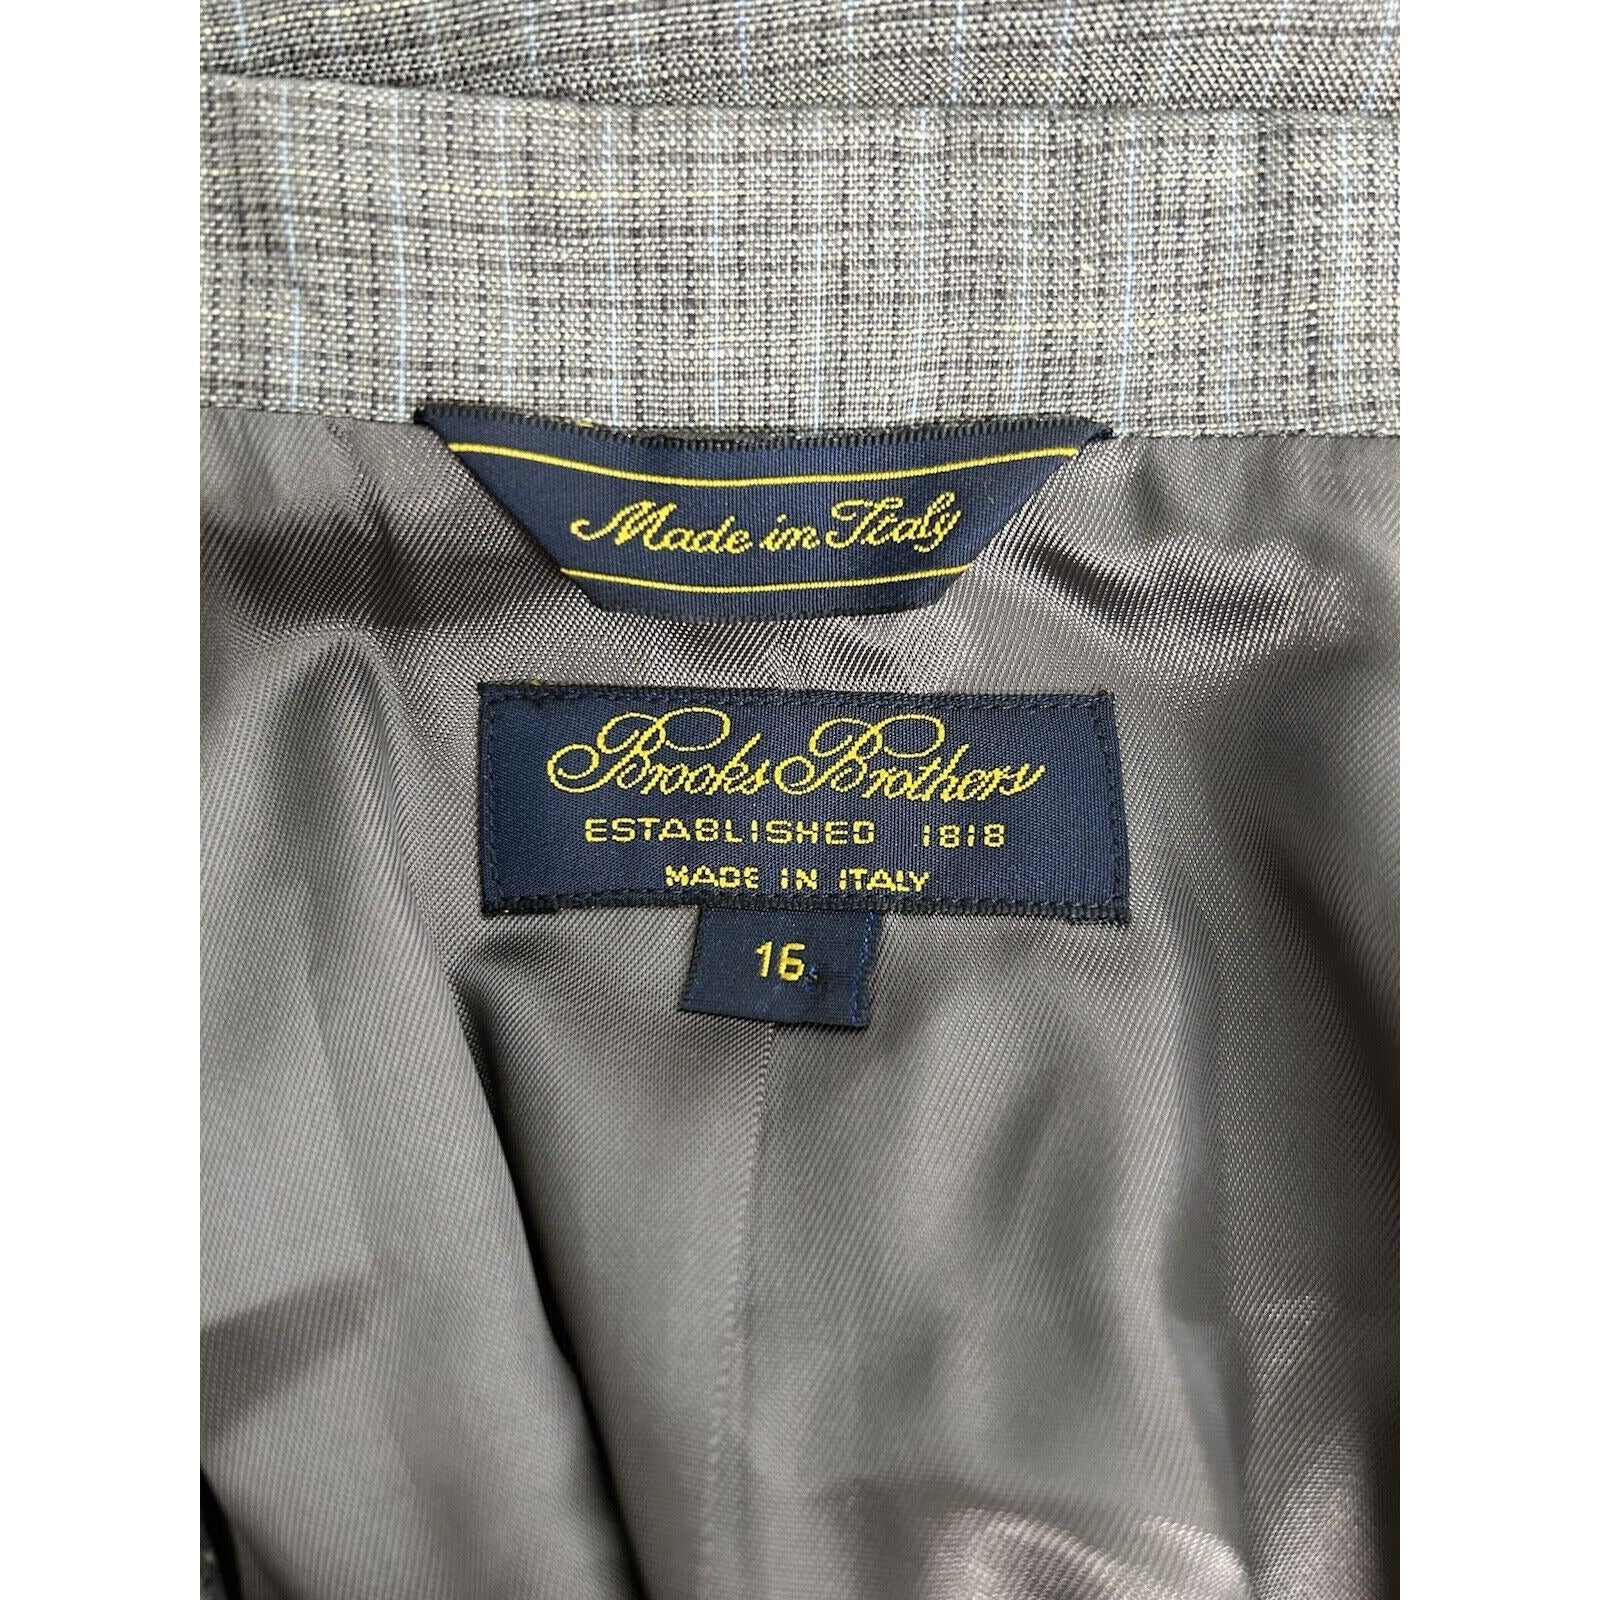 Made in Italy
Brooks Brothers
ESTABLISHED 1818
MADE IN ITALY
16